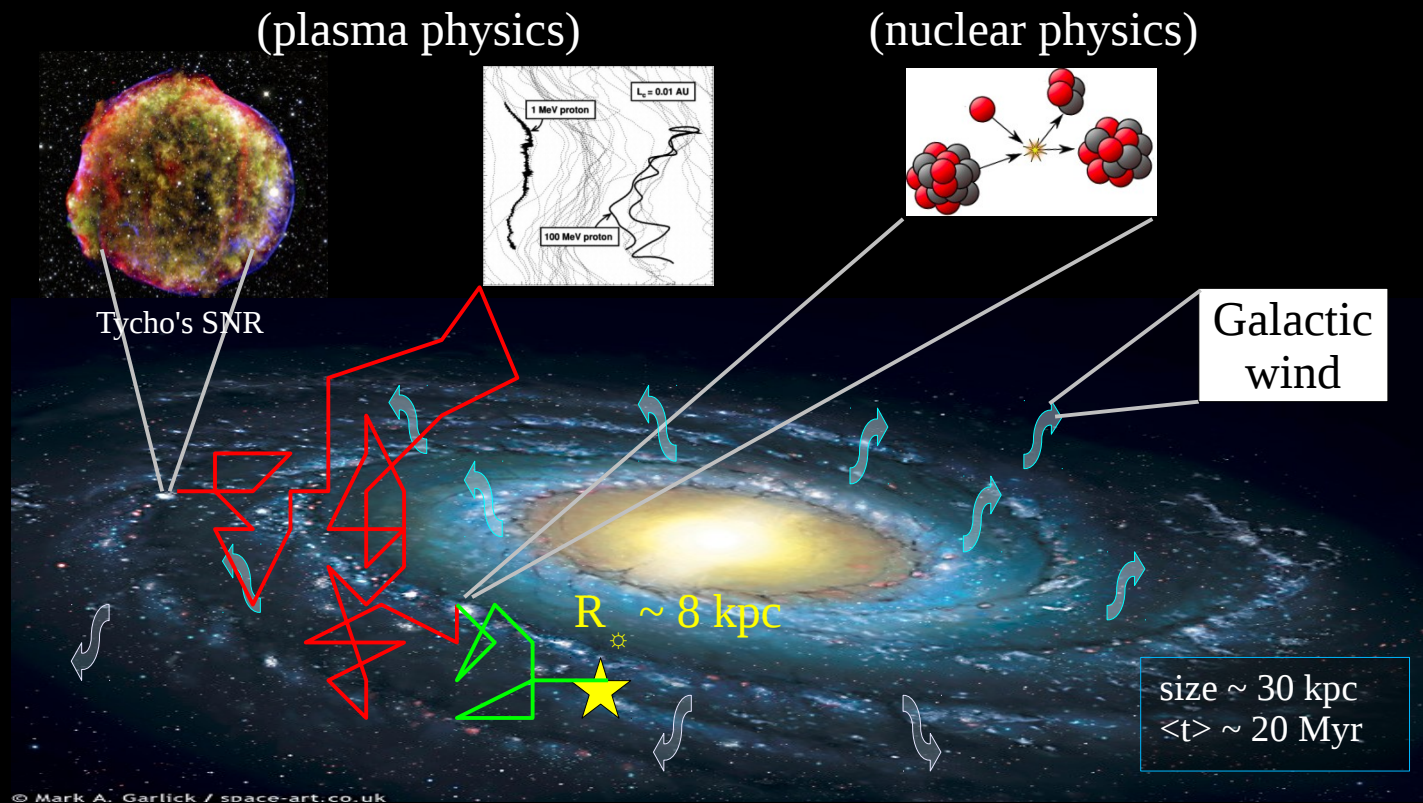 (plasma physics)
(nuclear physics)
L_c = 0.01 AU
1 MeV proton
100 MeV proton
Tycho's SNR
Galactic
wind
R☼ ~ 8 kpc
size ~ 30 kpc
<t> ~ 20 Myr
© Mark A. Garlick / space-art.co.uk